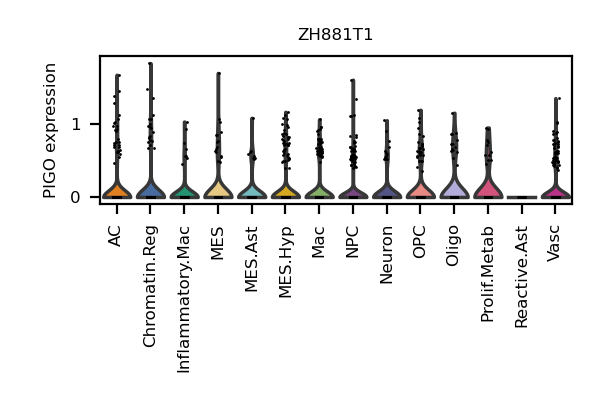 ZH881T1
PIGO expression
1
0
AC
Chromatin.Reg
Inflammatory.Mac
MES
MES.Ast
MES.Hyp
Mac
NPC
Neuron
OPC
Oligo
Prolif.Metab
Reactive.Ast
Vasc